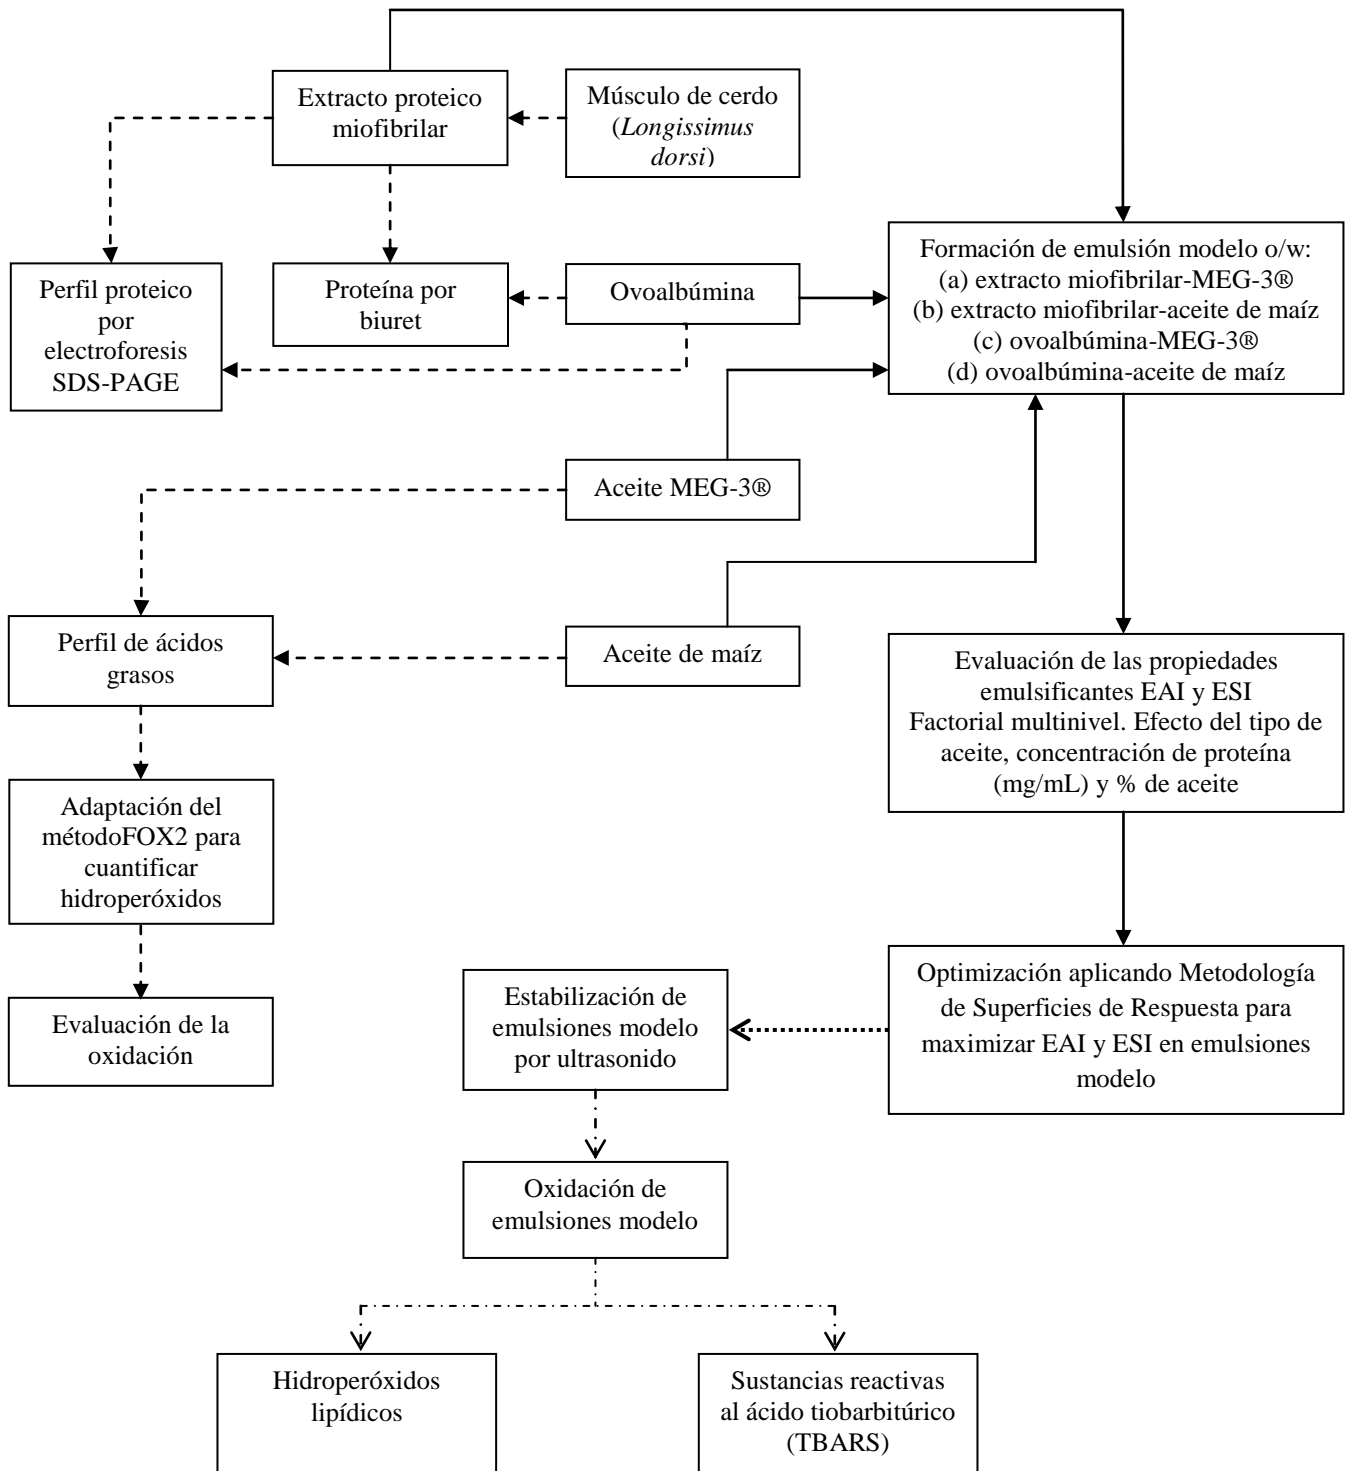 Extracto proteico
miofibrilar
Músculo de cerdo
(Longissimus
dorsi)
Perfil proteico
por
electroforesis
SDS-PAGE
Proteína por
biuret
Ovoalbúmina
Formación de emulsión modelo o/w:
(a) extracto miofibrilar-MEG-3®
(b) extracto miofibrilar-aceite de maíz
(c) ovoalbúmina-MEG-3®
(d) ovoalbúmina-aceite de maíz
Aceite MEG-3®
Perfil de ácidos
grasos
Aceite de maíz
Evaluación de las propiedades
emulsificantes EAI y ESI
Factorial multinivel. Efecto del tipo de
aceite, concentración de proteína
(mg/mL) y % de aceite
Adaptación del
métodoFOX2 para
cuantificar
hidroperóxidos
Evaluación de la
oxidación
Estabilización de
emulsiones modelo
por ultrasonido
Optimización aplicando Metodología
de Superficies de Respuesta para
maximizar EAI y ESI en emulsiones
modelo
Oxidación de
emulsiones modelo
Hidroperóxidos
lipídicos
Sustancias reactivas
al ácido tiobarbitúrico
(TBARS)